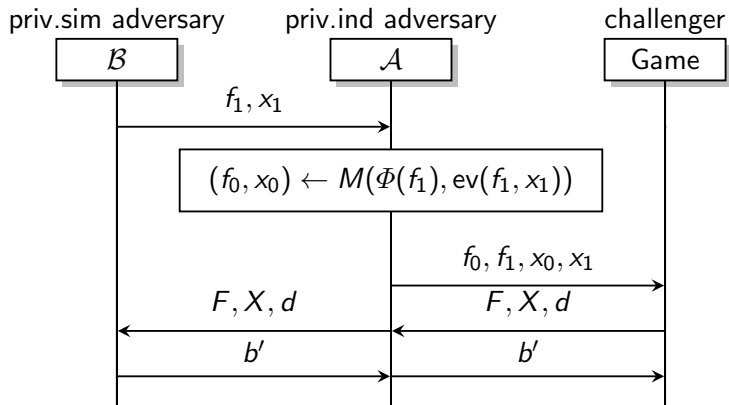 priv.sim adversary priv.ind adversary challenger
ℬ 𝒜 Game
f₁, x₁
(f₀, x₀) ← M(Φ(f₁), ev(f₁, x₁))
f₀, f₁, x₀, x₁
F, X, d F, X, d
b′ b′